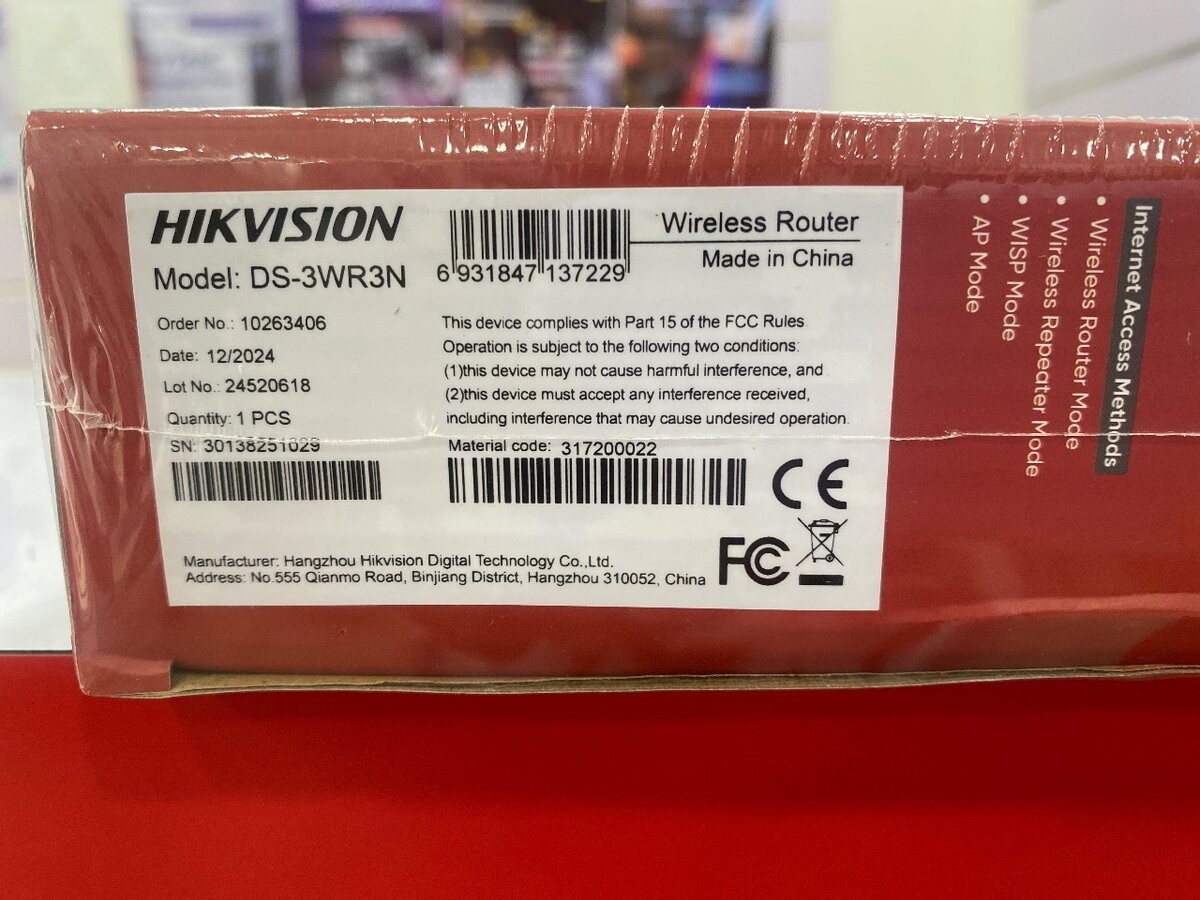 HIKVISION
Model: DS-3WR3N
6 931847 137229
Wireless Router
Made in China
Order No.: 10263406
Date: 12/2024
Lot No.: 24520618
Quantity: 1 PCS
SN: 30138251029
This device complies with Part 15 of the FCC Rules
Operation is subject to the following two conditions:
(1)this device may not cause harmful interference, and
(2)this device must accept any interference received,
including interference that may cause undesired operation.
Material code: 317200022
CE
FC
Manufacturer: Hangzhou Hikvision Digital Technology Co.,Ltd.
Address: No.555 Qianmo Road, Binjiang District, Hangzhou 310052, China
Internet Access Methods
• Wireless Router Mode
• Wireless Repeater Mode
• WISP Mode
• AP Mode